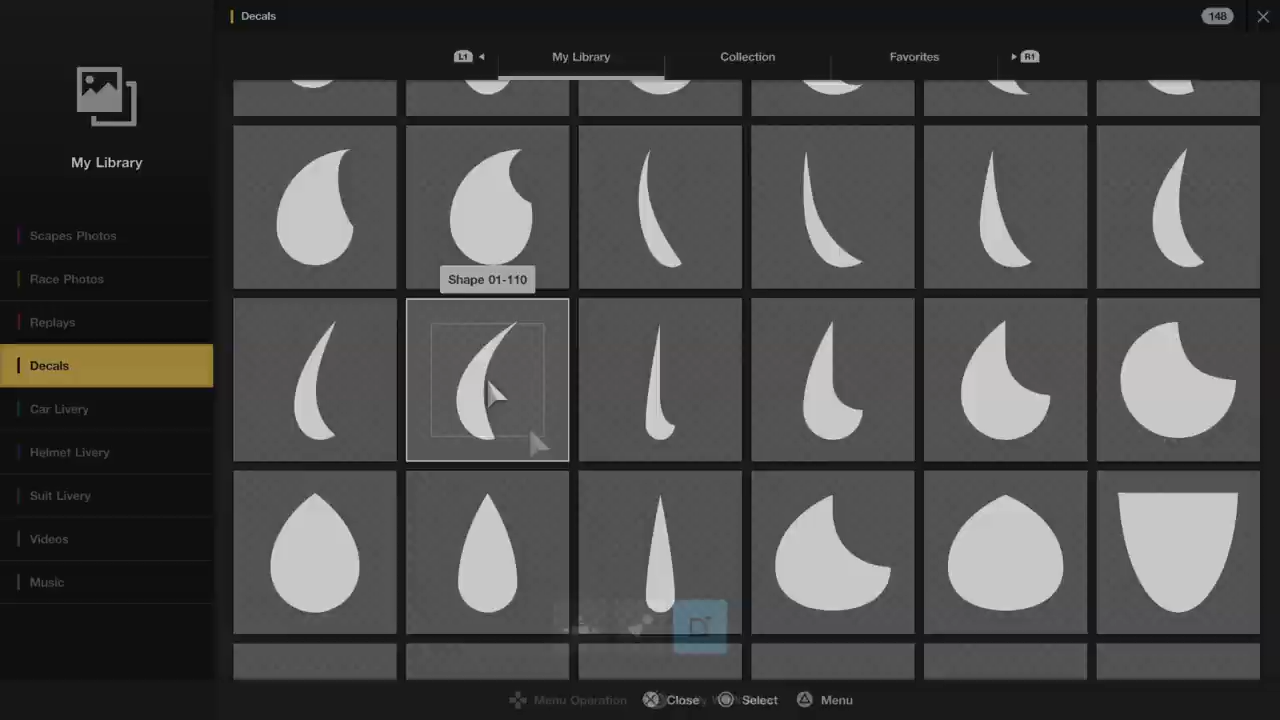 Decals
148
L1
My Library
Collection
Favorites
R1
My Library
Scapes Photos
Race Photos
Replays
Decals
Car Livery
Helmet Livery
Suit Livery
Videos
Music
Shape 01-110
Menu Operation
Close
Select
Menu